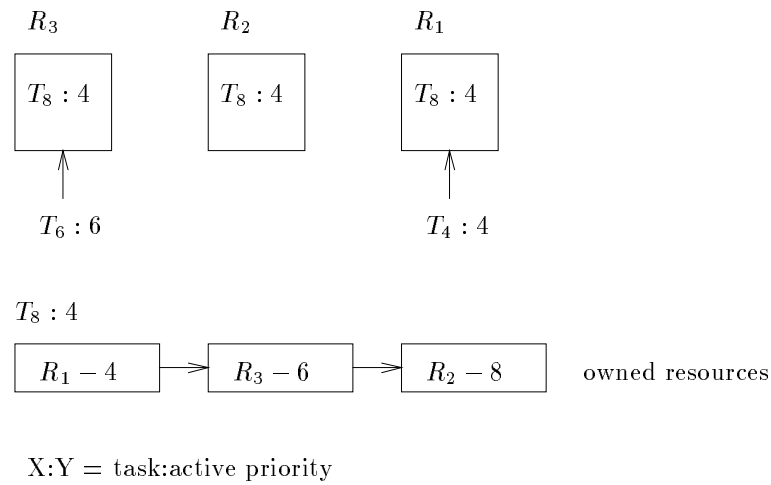 R₃ R₂ R₁
T₈ : 4 T₈ : 4 T₈ : 4
T₆ : 6 T₄ : 4
T₈ : 4
R₁ − 4 R₃ − 6 R₂ − 8 owned resources
X:Y = task:active priority